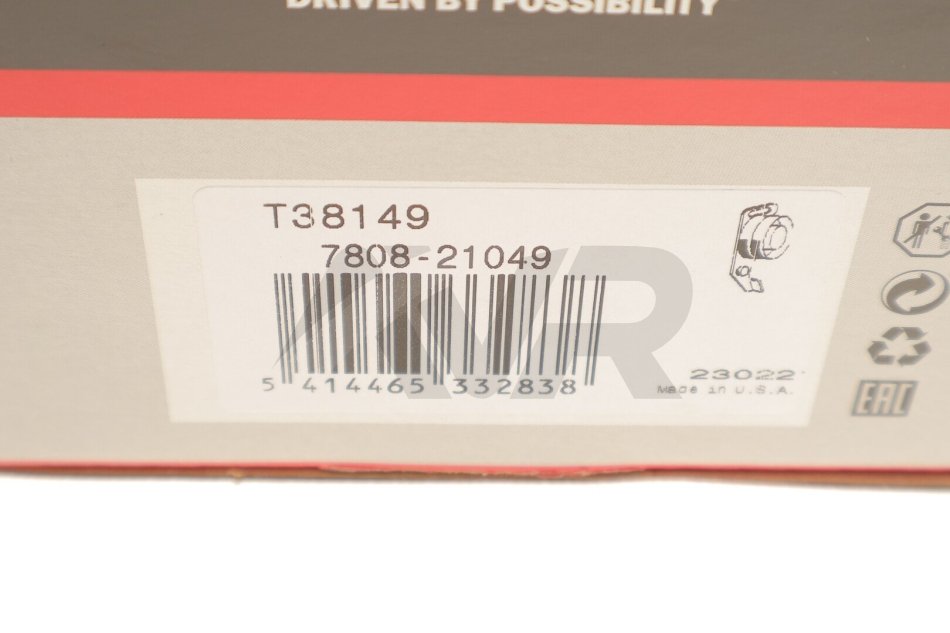 DRIVEN BY POSSIBILITY
T38149
7808-21049
5 414465 332838
23022
Made in U.S.A.
EAC